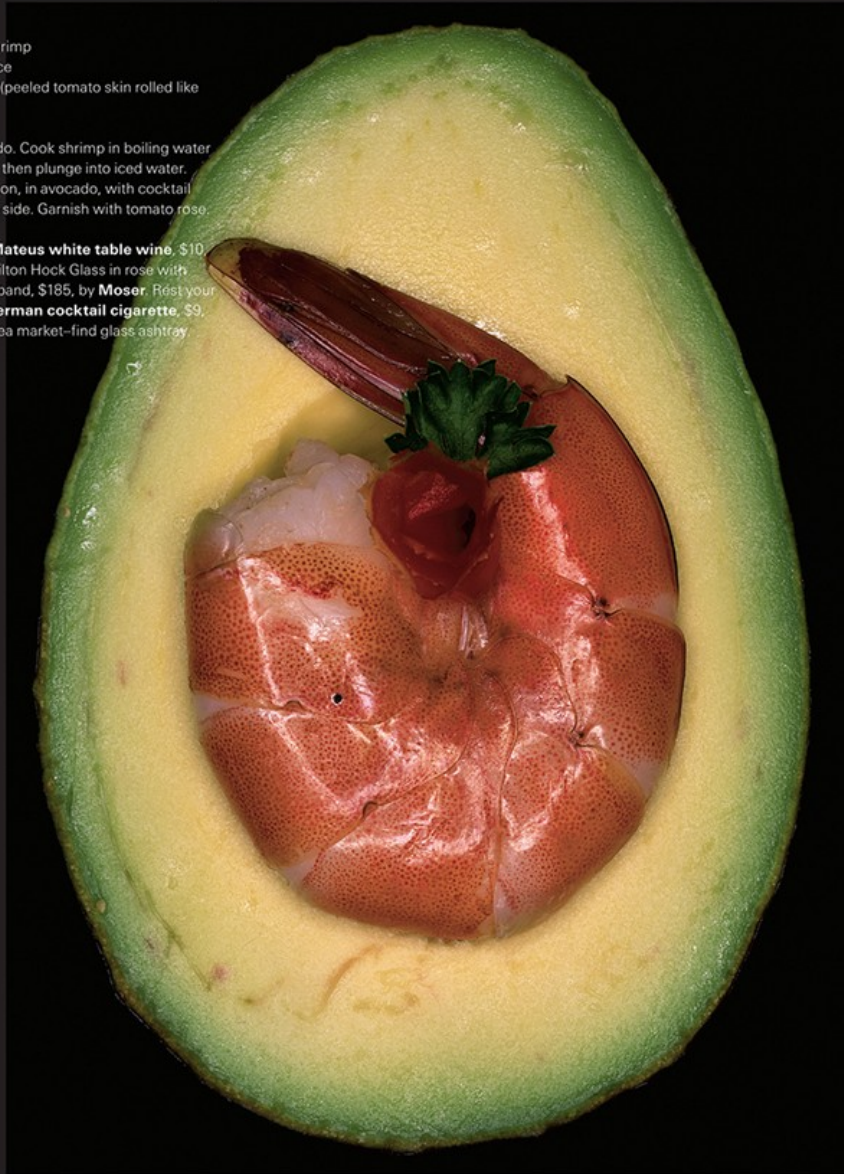 rimp
ce
(peeled tomato skin rolled like
do. Cook shrimp in boiling water
then plunge into iced water.
on, in avocado, with cocktail
side. Garnish with tomato rose.
Mateus white table wine, $10,
ilton Hock Glass in rose with
band, $185, by Moser. Rest your
erman cocktail cigarette, $9,
ea market–find glass ashtray.